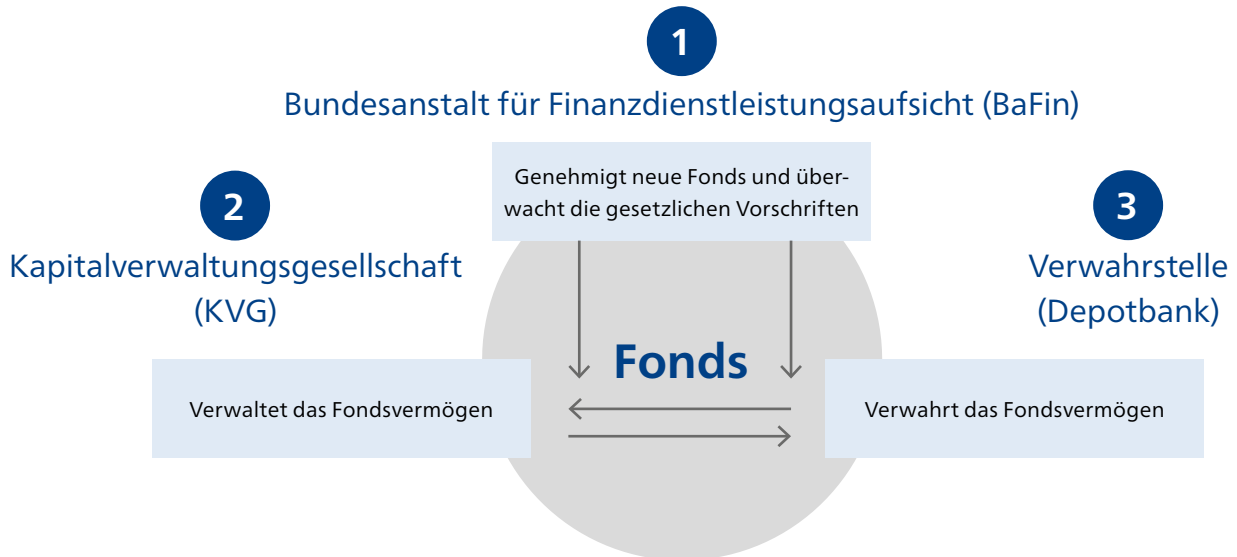 1
Bundesanstalt für Finanzdienstleistungsaufsicht (BaFin)
Genehmigt neue Fonds und über-
wacht die gesetzlichen Vorschriften
2
Kapitalverwaltungsgesellschaft
(KVG)
Verwaltet das Fondsvermögen
Fonds
3
Verwahrstelle
(Depotbank)
Verwahrt das Fondsvermögen